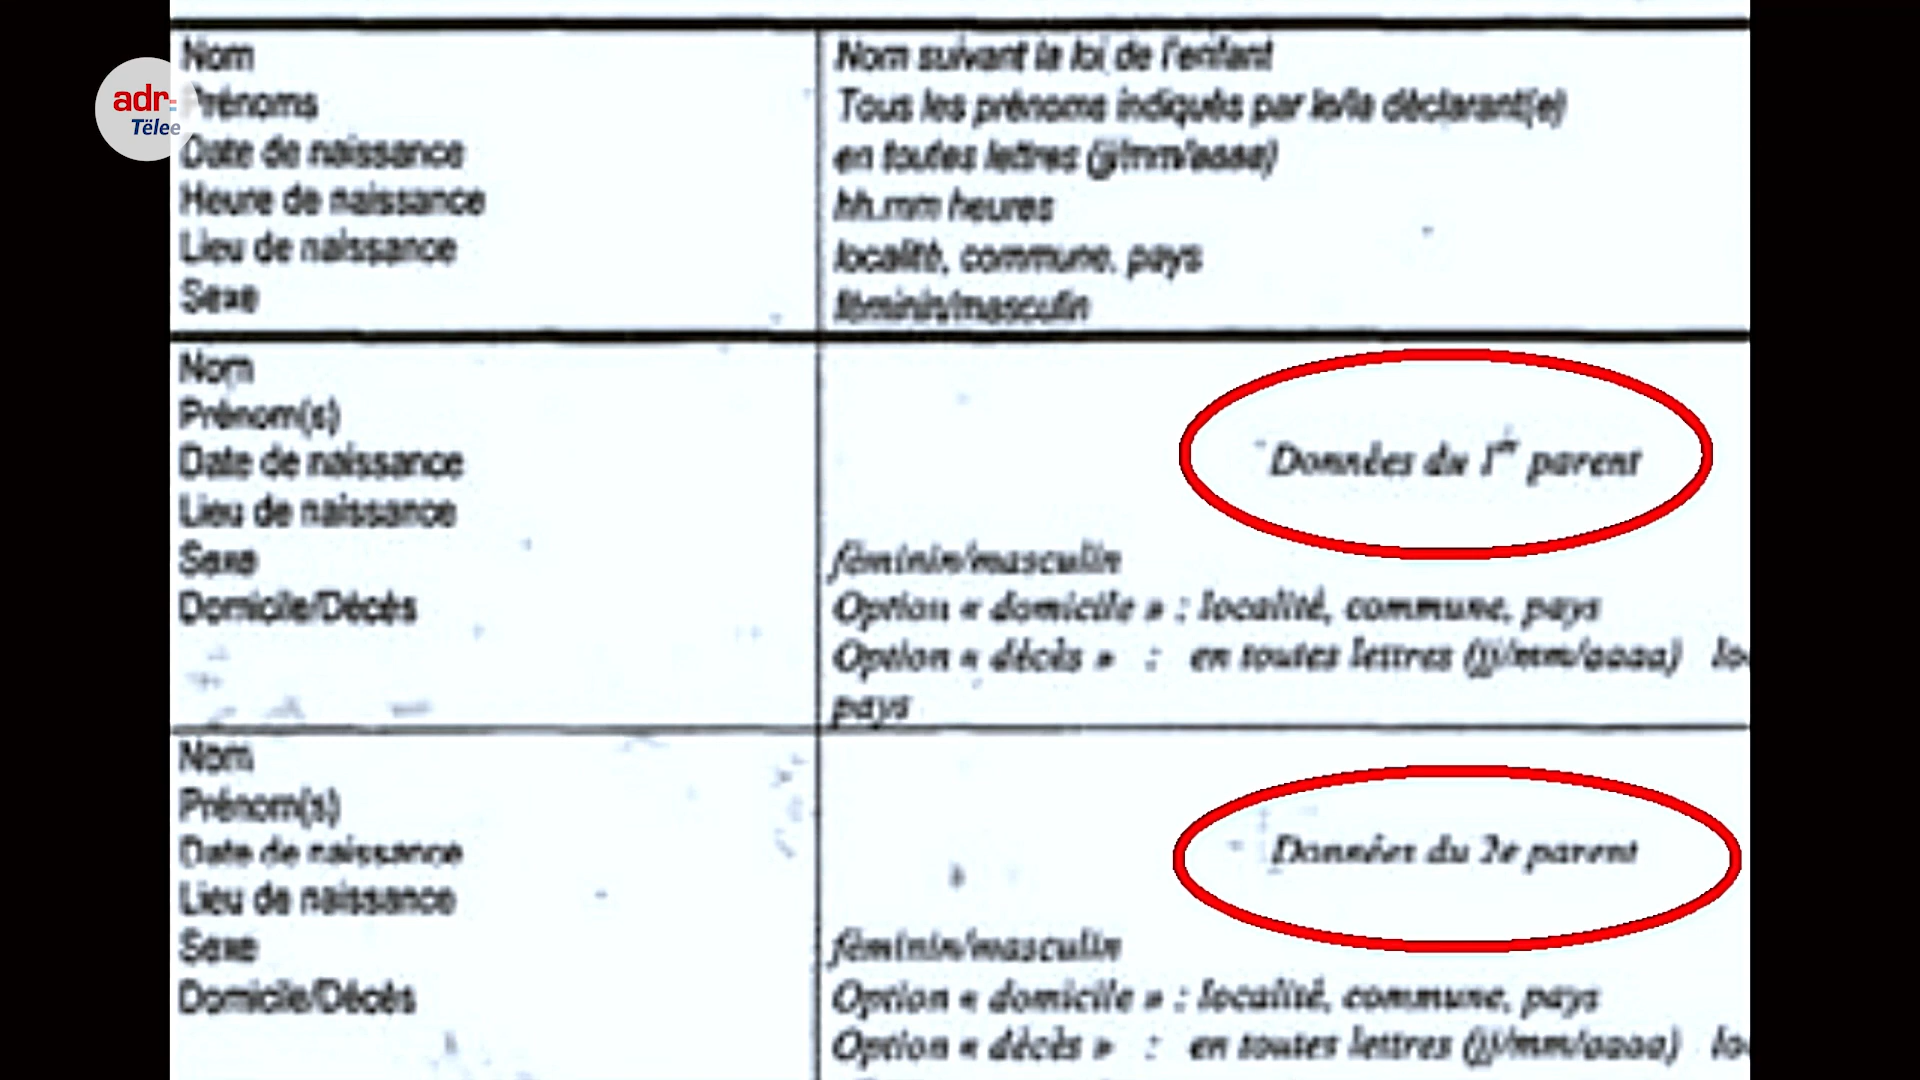 adr
Tëlee
Nom
Prénoms
Date de naissance
Heure de naissance
Lieu de naissance
Sexe
Nom suivant la loi de l'enfant
Tous les prénoms indiqués par le/la déclarant(e)
en toutes lettres (jj/mm/aaaa)
hh.mm heures
localité, commune, pays
féminin/masculin
Nom
Prénom(s)
Date de naissance
Lieu de naissance
Sexe
Domicile/Décès
Données du 1er parent
féminin/masculin
Option « domicile » : localité, commune, pays
Option « décès » : en toutes lettres (jj/mm/aaaa) lo
pays
Nom
Prénom(s)
Date de naissance
Lieu de naissance
Sexe
Domicile/Décès
Données du 2e parent
féminin/masculin
Option « domicile » : localité, commune, pays
Option « décès » : en toutes lettres (jj/mm/aaaa) lo